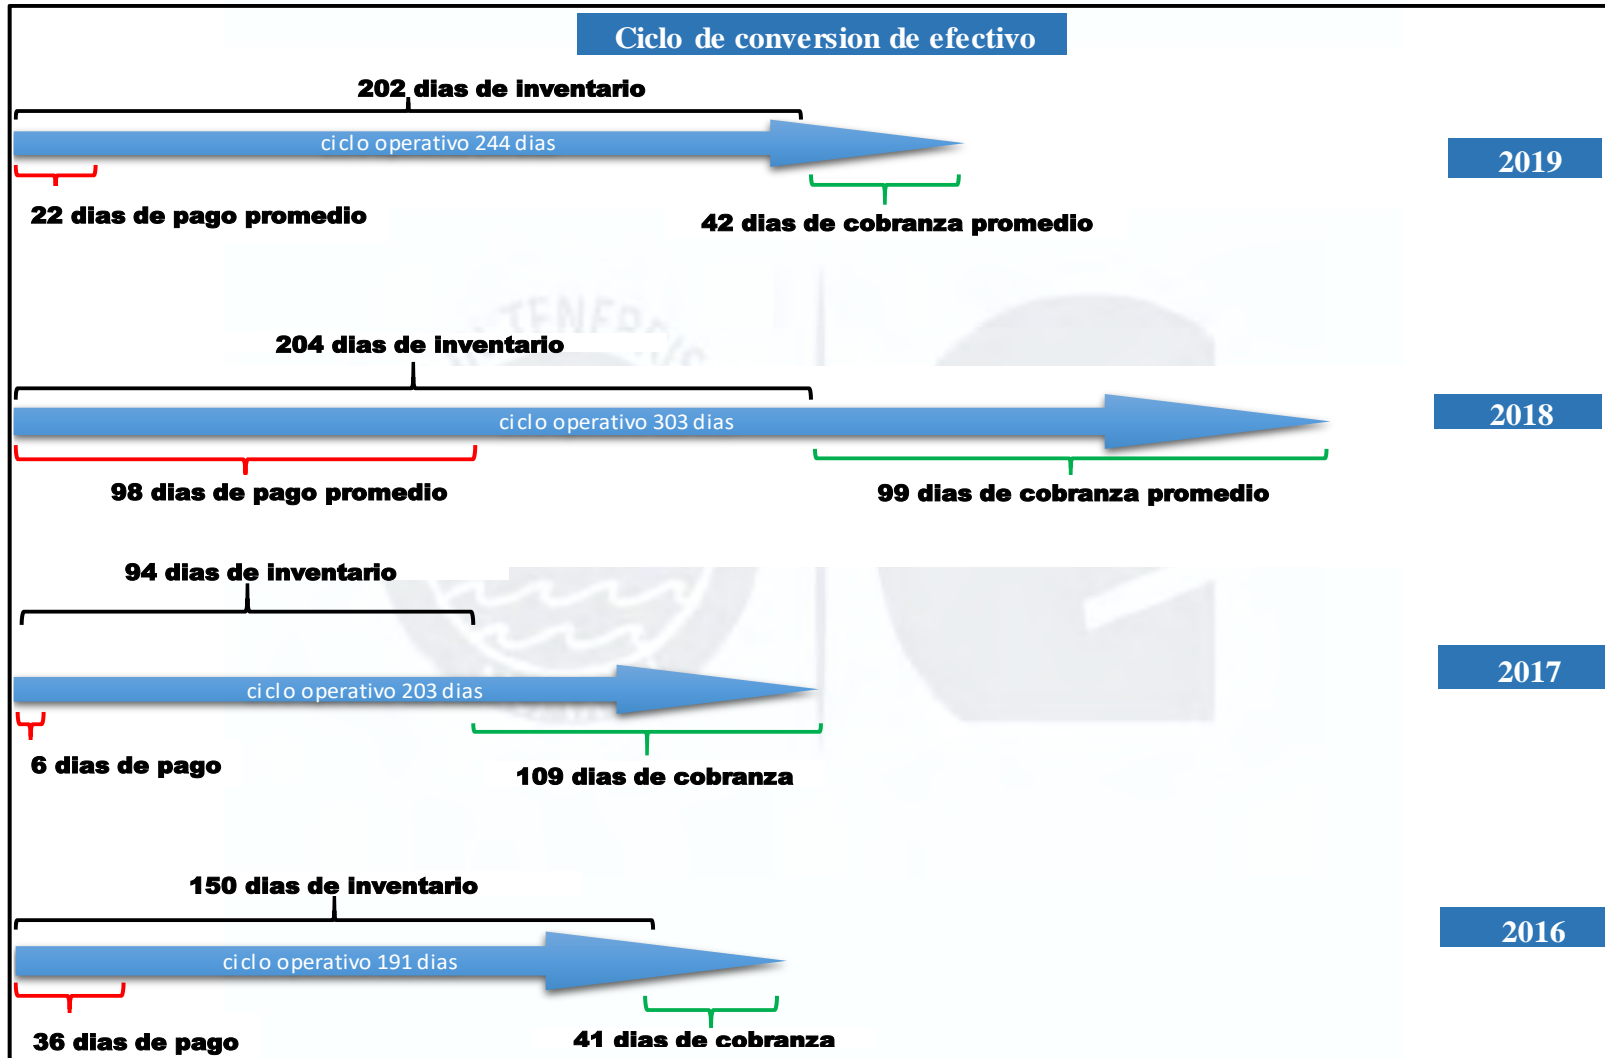 Ciclo de conversion de efectivo
202 dias de inventario
ciclo operativo 244 dias
2019
22 dias de pago promedio
42 dias de cobranza promedio
TENEBR
204 dias de inventario
ciclo operativo 303 dias
2018
98 dias de pago promedio
99 dias de cobranza promedio
94 dias de inventario
ciclo operativo 203 dias
2017
6 dias de pago
109 dias de cobranza
150 dias de inventario
ciclo operativo 191 dias
2016
36 dias de pago
41 dias de cobranza